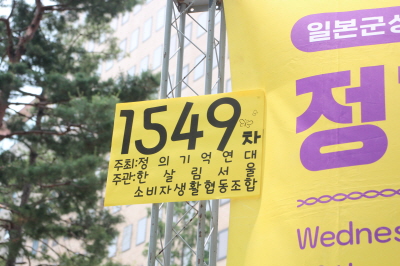 1549차
주최:정의기억연대
주관:한살림서울
소비자생활협동조합
일본군성
정
Wednes